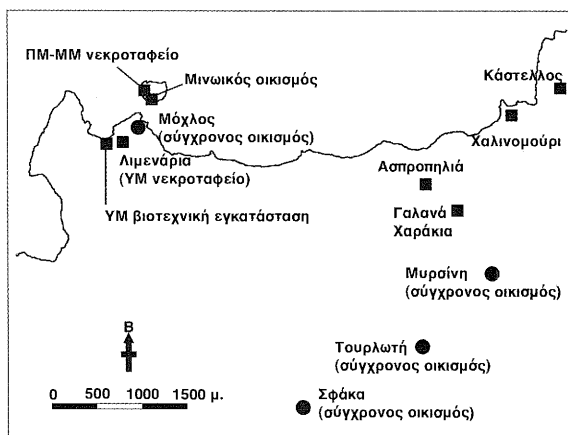 ΠΜ-ΜΜ νεκροταφείο
Μινωικός οικισμός
Κάστελλος
Μόχλος
(σύγχρονος οικισμός)
Χαλινομούρι
Λιμενάρια
(ΥΜ νεκροταφείο)
Ασπροπηλιά
ΥΜ βιοτεχνική εγκατάσταση
Γαλανά
Χαράκια
Μυρσίνη
(σύγχρονος οικισμός)
Β
Τουρλωτή
(σύγχρονος οικισμός)
0 500 1000 1500 μ.
Σφάκα
(σύγχρονος οικισμός)